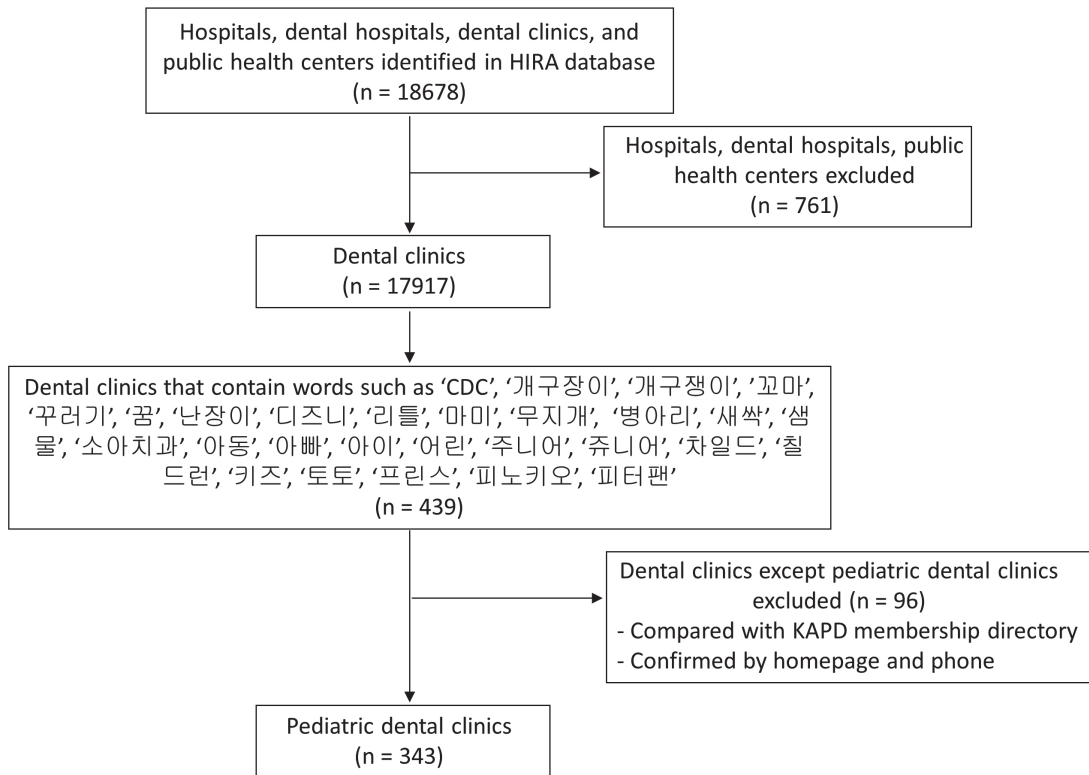 Hospitals, dental hospitals, dental clinics, and
public health centers identified in HIRA database
(n = 18678)
Hospitals, dental hospitals, public
health centers excluded
(n = 761)
Dental clinics
(n = 17917)
Dental clinics that contain words such as ‘CDC’, ‘개구장이’, ‘개구쟁이’, ’꼬마’,
‘꾸러기’, ‘꿈’, ‘난장이’, ‘디즈니’, ‘리틀’, ‘마미’, ‘무지개’, ‘병아리’, ‘새싹’, ‘샘
물’, ‘소아치과’, ‘아동’, ‘아빠’, ‘아이’, ‘어린’, ‘주니어’, ‘쥬니어’, ‘차일드’, ‘칠
드런’, ‘키즈’, ‘토토’, ‘프린스’, ‘피노키오’, ‘피터팬’
(n = 439)
Dental clinics except pediatric dental clinics
excluded (n = 96)
- Compared with KAPD membership directory
- Confirmed by homepage and phone
Pediatric dental clinics
(n = 343)